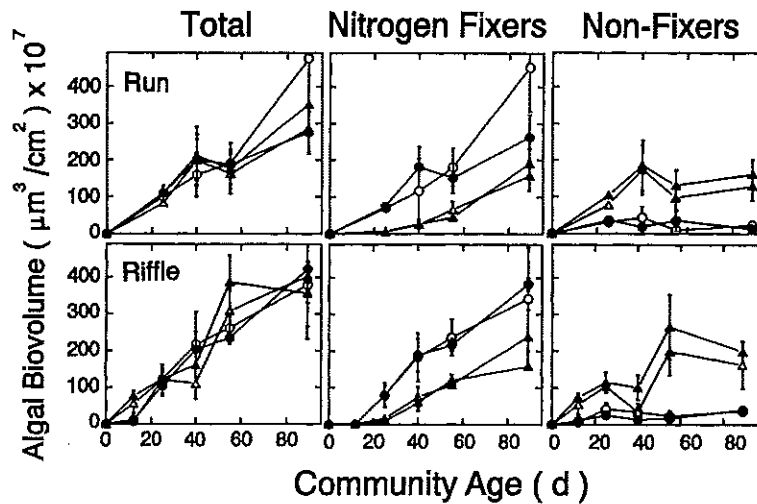 Total Nitrogen Fixers Non-Fixers
Algal Biovolume ( μm³ /cm² ) x 10⁷
400
300
200
100
0
Run
400
300
200
100
0
Riffle
0 20 40 60 80 0 20 40 60 80 0 20 40 60 80
Community Age ( d )